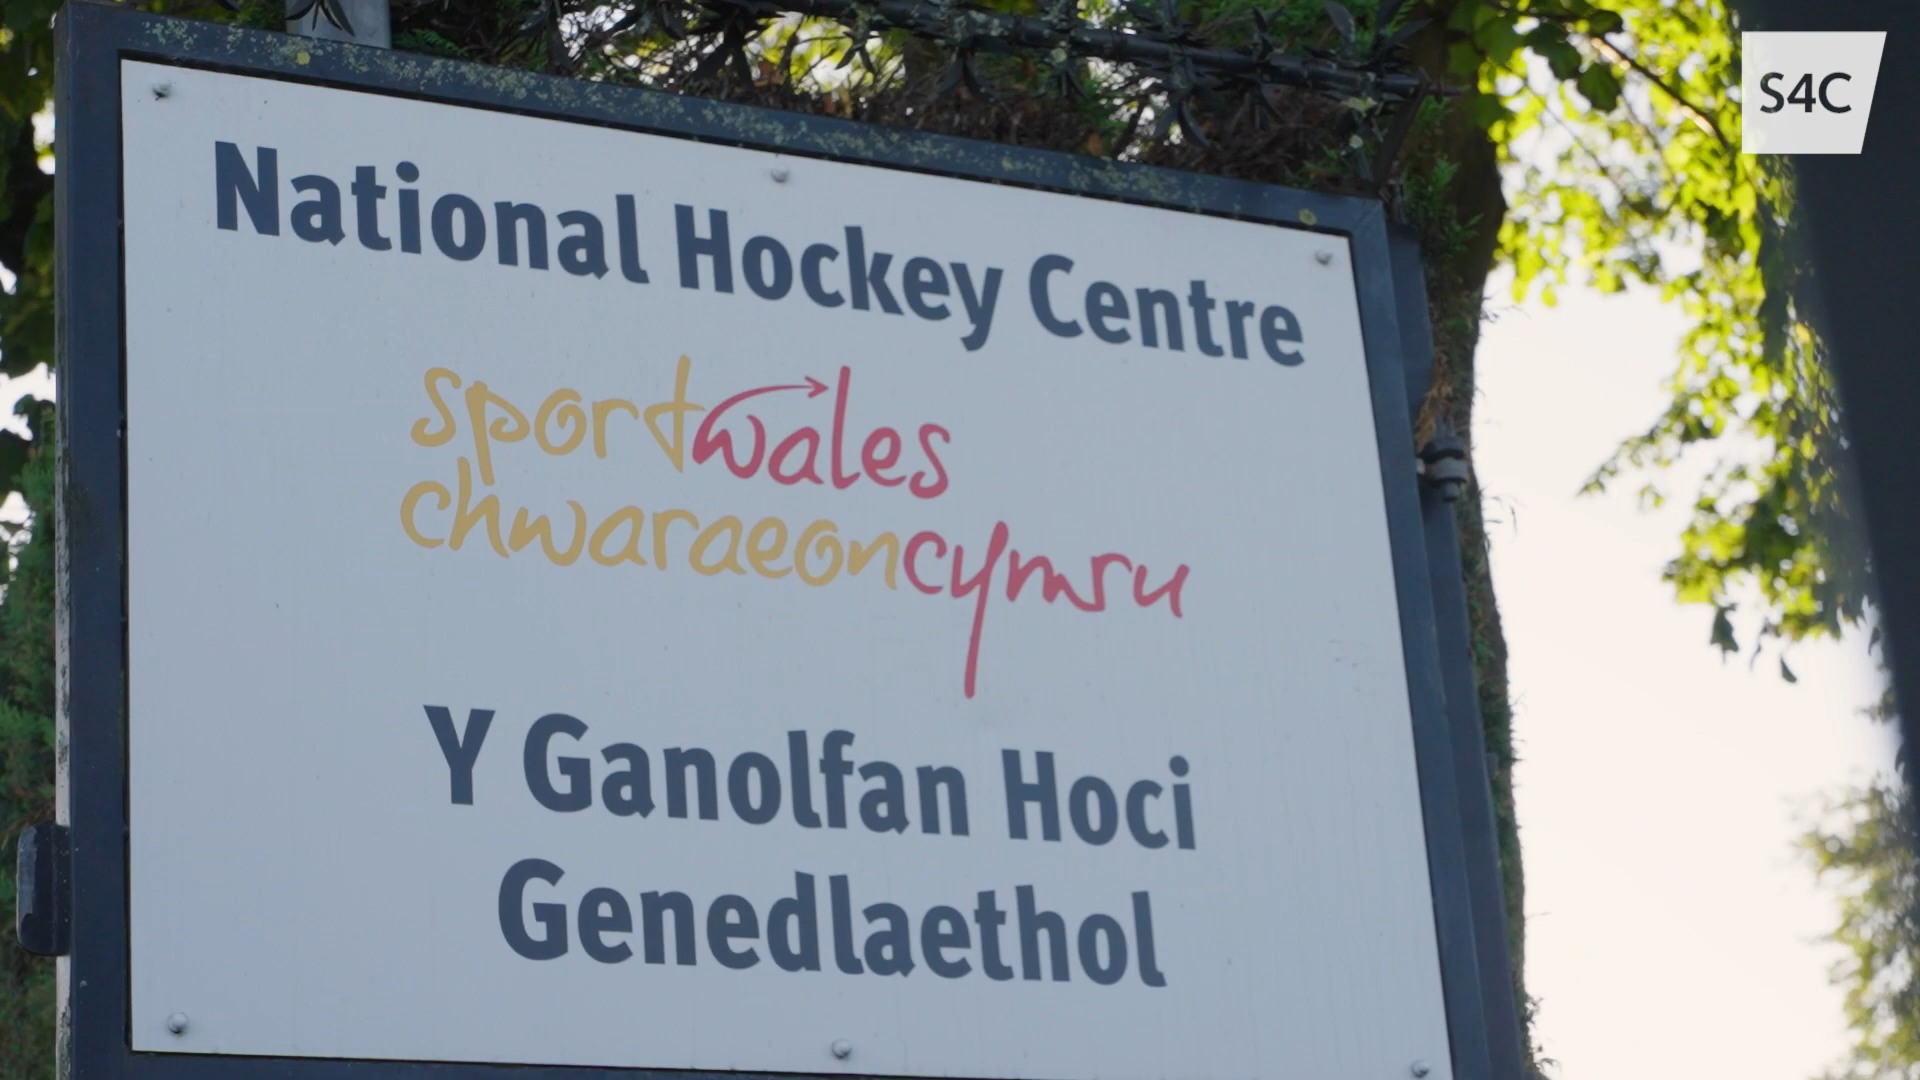 S4C
National Hockey Centre
sportwales
chwaraeoncymru
Y Ganolfan Hoci
Genedlaethol